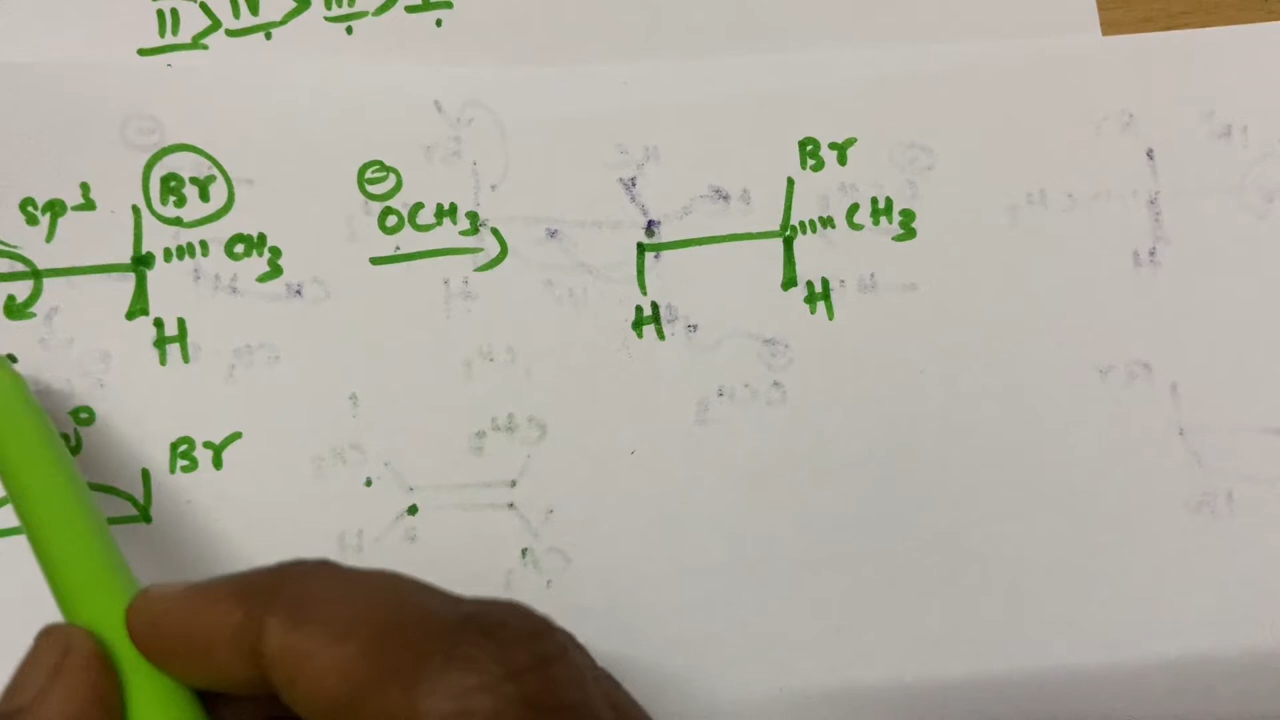 II > IV > III > I
sp³ Br CH₃ H
⊖
OCH₃
Br
CH₃
H H
Br